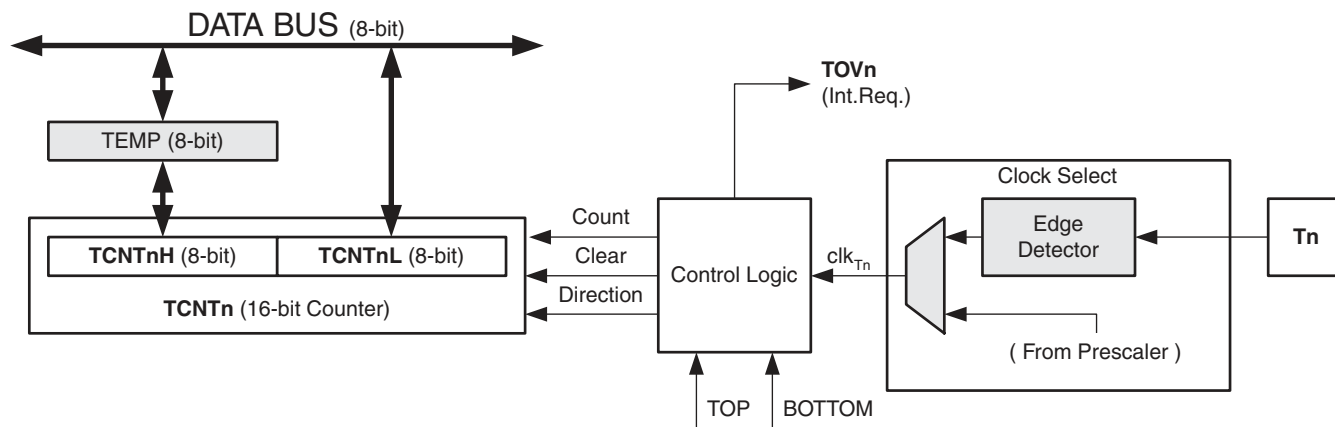 DATA BUS (8-bit)
TEMP (8-bit)
TCNTnH (8-bit)
TCNTnL (8-bit)
TCNTn (16-bit Counter)
Count
Clear
Direction
TOVn
(Int.Req.)
Control Logic
TOP
BOTTOM
clkTn
Clock Select
Edge
Detector
( From Prescaler )
Tn